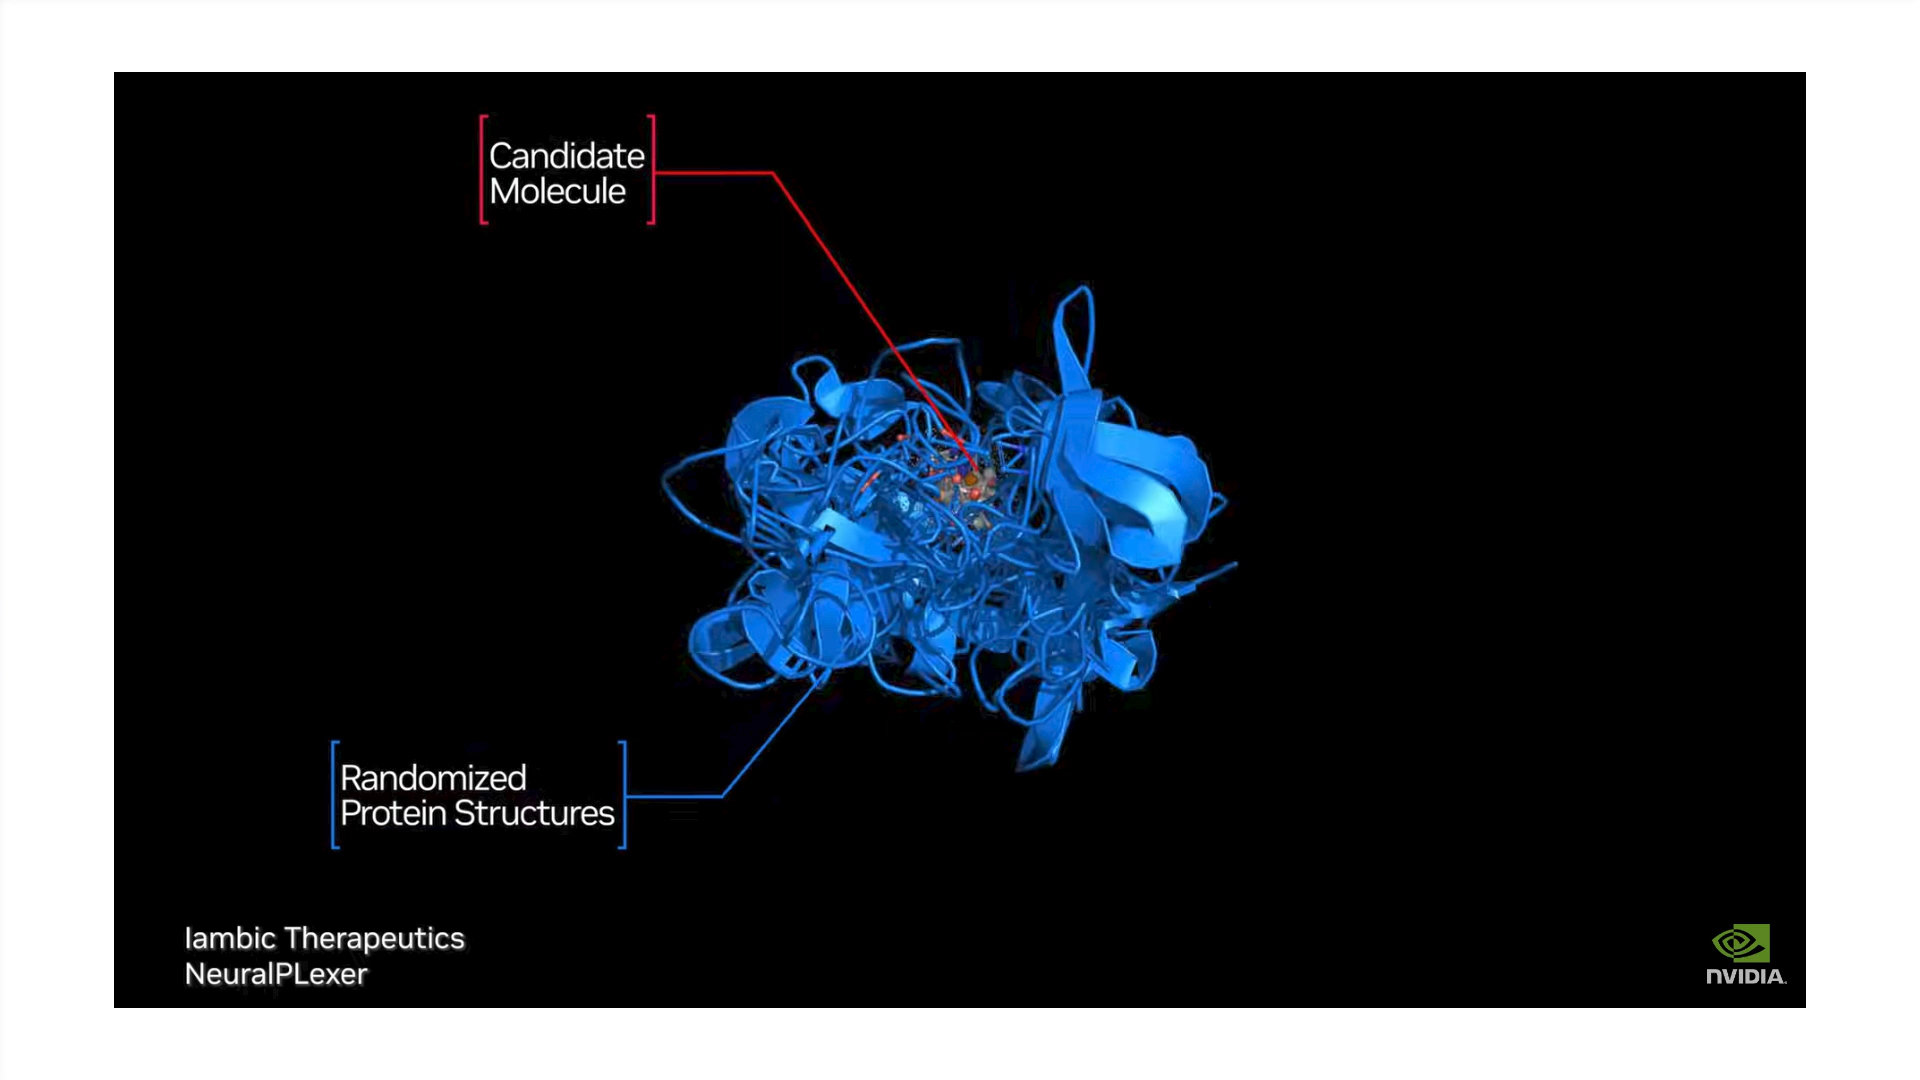 Candidate
Molecule
Randomized
Protein Structures
Iambic Therapeutics
NeuralPLexer
NVIDIA.